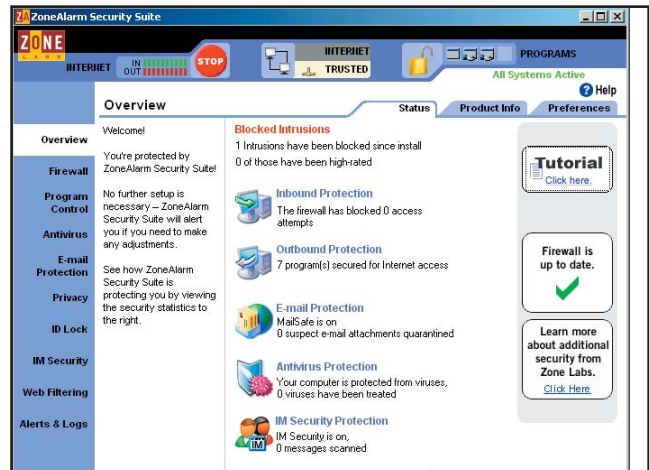 ZA ZoneAlarm Security Suite
ZONE
LABS
INTERNET
IN
OUT
STOP
INTERNET
TRUSTED
PROGRAMS
All Systems Active
Help
Overview
Status
Product Info
Preferences
Overview
Firewall
Program
Control
Antivirus
E-mail
Protection
Privacy
ID Lock
IM Security
Web Filtering
Alerts & Logs
Welcome!
You're protected by
ZoneAlarm Security Suite!
No further setup is
necessary – ZoneAlarm
Security Suite will alert
you if you need to make
any adjustments.
See how ZoneAlarm
Security Suite is
protecting you by viewing
the security statistics to
the right.
Blocked Intrusions
1 Intrusions have been blocked since install
0 of those have been high-rated
Inbound Protection
The firewall has blocked 0 access
attempts
Outbound Protection
7 program(s) secured for Internet access
E-mail Protection
MailSafe is on
0 suspect e-mail attachments quarantined
Antivirus Protection
Your computer is protected from viruses,
0 viruses have been treated
IM Security Protection
IM Security is on,
0 messages scanned
IM
Tutorial
Click here.
Firewall is
up to date.
Learn more
about additional
security from
Zone Labs.
Click Here